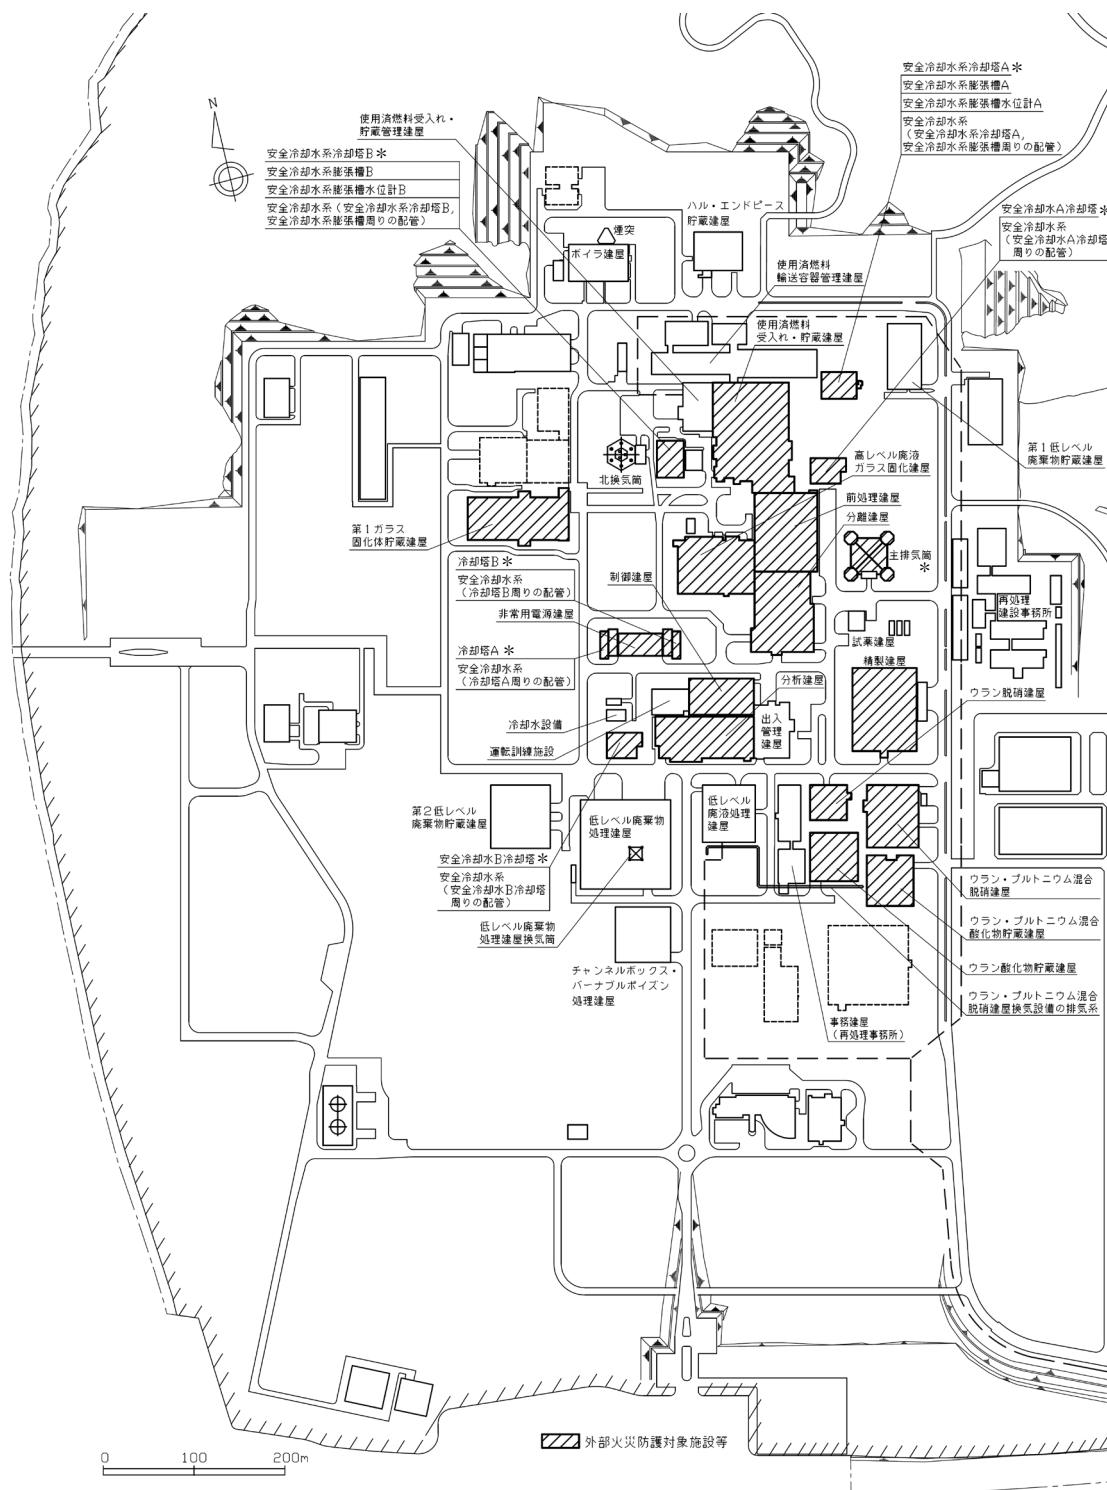 安全冷却水系冷却塔A＊
安全冷却水系膨張槽A
安全冷却水系膨張槽水位計A
安全冷却水系
（安全冷却水系冷却塔A,
安全冷却水系膨張槽周りの配管）
N
使用済燃料受入れ・
貯蔵管理建屋
安全冷却水系冷却塔B＊
安全冷却水系膨張槽B
安全冷却水系膨張槽水位計B
安全冷却水系（安全冷却水系冷却塔B,
安全冷却水系膨張槽周りの配管）
ハル・エンドピース
貯蔵建屋
安全冷却水A冷却塔＊
安全冷却水系
（安全冷却水A冷却塔
周りの配管）
煙突
ボイラ建屋
使用済燃料
輸送容器管理建屋
使用済燃料
受入れ・貯蔵建屋
第1低レベル
廃棄物貯蔵建屋
高レベル廃液
ガラス固化建屋
北換気筒
前処理建屋
分離建屋
第1ガラス
固化体貯蔵建屋
主排気筒
＊
冷却塔B＊
安全冷却水系
（冷却塔B周りの配管）
制御建屋
非常用電源建屋
再処理
建設事務所
試薬建屋
冷却塔A＊
安全冷却水系
（冷却塔A周りの配管）
精製建屋
分析建屋
ウラン脱硝建屋
冷却水設備
出入
管理
建屋
運転訓練施設
第2低レベル
廃棄物貯蔵建屋
低レベル廃棄物
処理建屋
低レベル
廃液処理
建屋
安全冷却水B冷却塔＊
安全冷却水系
（安全冷却水B冷却塔
周りの配管）
ウラン・プルトニウム混合
脱硝建屋
低レベル廃棄物
処理建屋換気筒
ウラン・プルトニウム混合
酸化物貯蔵建屋
チャンネルボックス・
バーナブルポイズン
処理建屋
ウラン酸化物貯蔵建屋
ウラン・プルトニウム混合
脱硝建屋換気設備の排気系
事務建屋
（再処理事務所）
外部火災防護対象施設等
0 100 200m